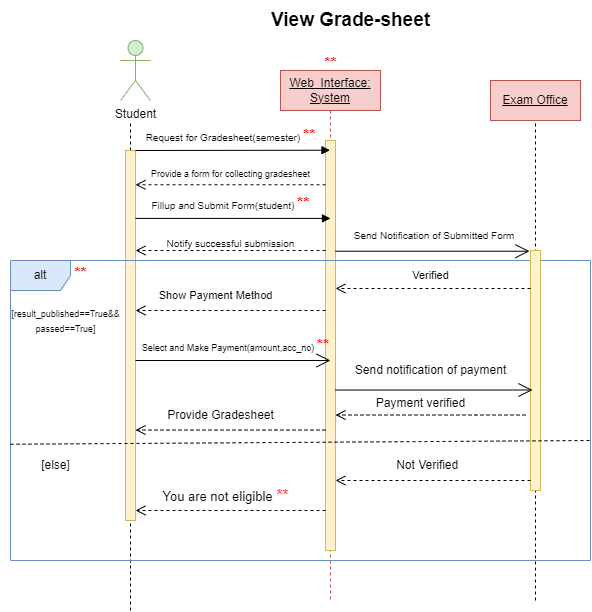 View Grade-sheet
**
Web Interface:
System
Exam Office
Student
Request for Gradesheet(semester) **
Provide a form for collecting gradesheet
Fillup and Submit Form(student) **
Send Notification of Submitted Form
Notify successful submission
alt **
Verified
Show Payment Method
[result_published==True&&
passed==True]
Select and Make Payment(amount,acc_no) **
Send notification of payment
Payment verified
Provide Gradesheet
[else]
Not Verified
You are not eligible **